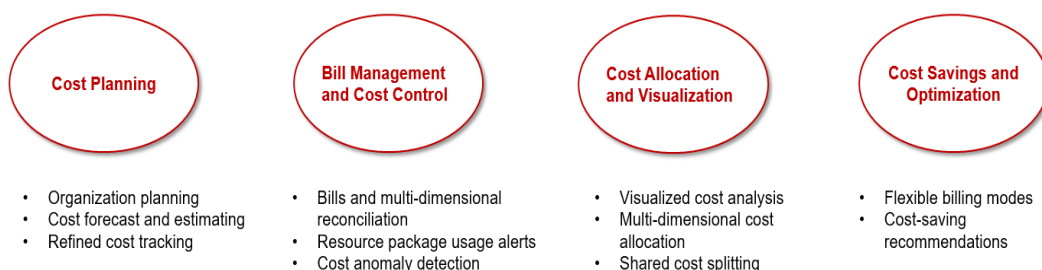 Cost Planning
Bill Management
and Cost Control
Cost Allocation
and Visualization
Cost Savings and
Optimization
• Organization planning
• Cost forecast and estimating
• Refined cost tracking
• Bills and multi-dimensional
reconciliation
• Resource package usage alerts
• Cost anomaly detection
• Visualized cost analysis
• Multi-dimensional cost
allocation
• Shared cost splitting
• Flexible billing modes
• Cost-saving
recommendations